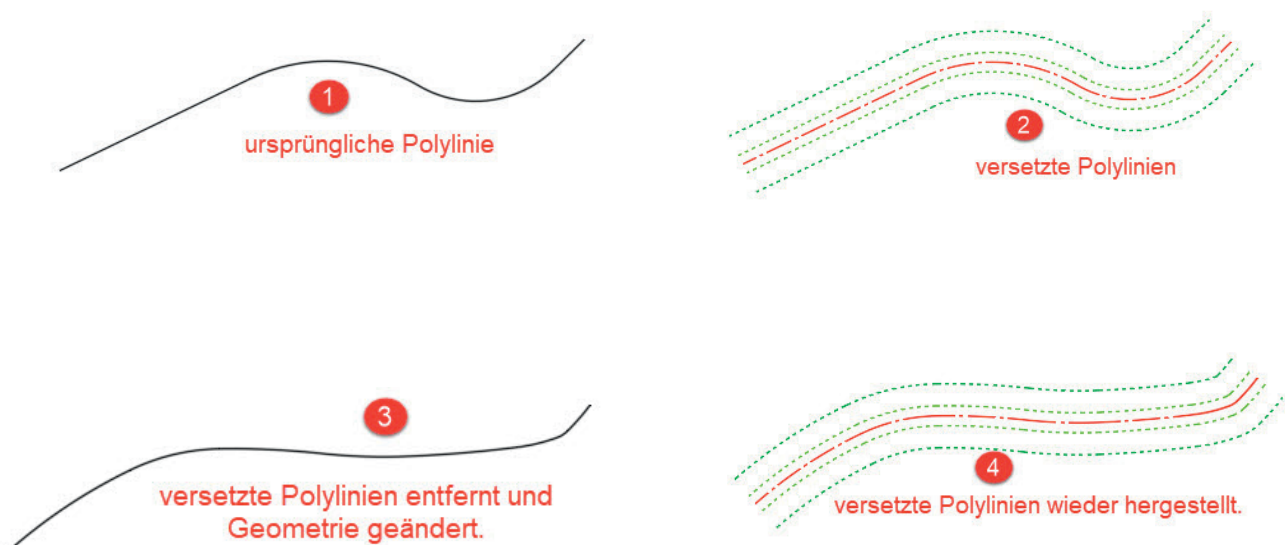 1
ursprüngliche Polylinie
2
versetzte Polylinien
3
versetzte Polylinien entfernt und
Geometrie geändert.
4
versetzte Polylinien wieder hergestellt.